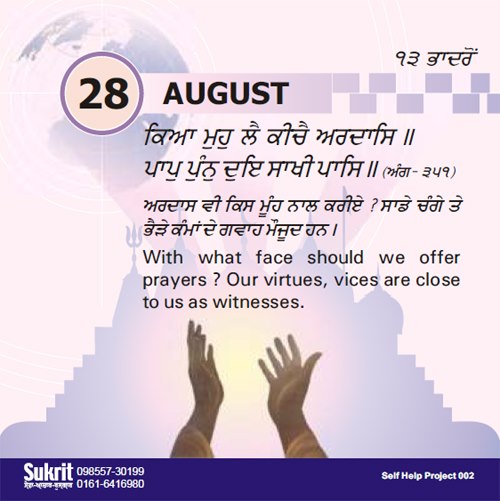 ੧੩ ਭਾਦਰੋਂ
28 AUGUST
ਕਿਆ ਮੁਹੁ ਲੈ ਕੀਚੈ ਅਰਦਾਸਿ ॥
ਪਾਪੁ ਪੁੰਨੁ ਦੁਇ ਸਾਖੀ ਪਾਸਿ ॥ (ਅੰਗ- ੩੫੧)
ਅਰਦਾਸ ਵੀ ਕਿਸ ਮੂੰਹ ਨਾਲ ਕਰੀਏ ? ਸਾਡੇ ਚੰਗੇ ਤੇ
ਭੈੜੇ ਕੰਮਾਂ ਦੇ ਗਵਾਹ ਮੌਜੂਦ ਹਨ।
With what face should we offer
prayers ? Our virtues, vices are close
to us as witnesses.
Sukrit 098557-30199
0161-6416980
Self Help Project 002